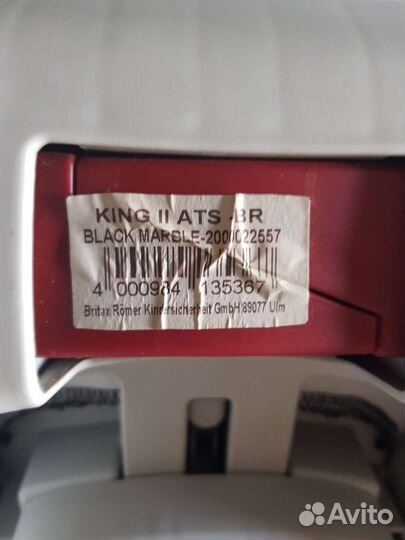 KING II ATS -BR
BLACK MARBLE-2000022557
4 000984 135367
Britax Römer Kindersicherheit GmbH 89077 Ulm
Avito